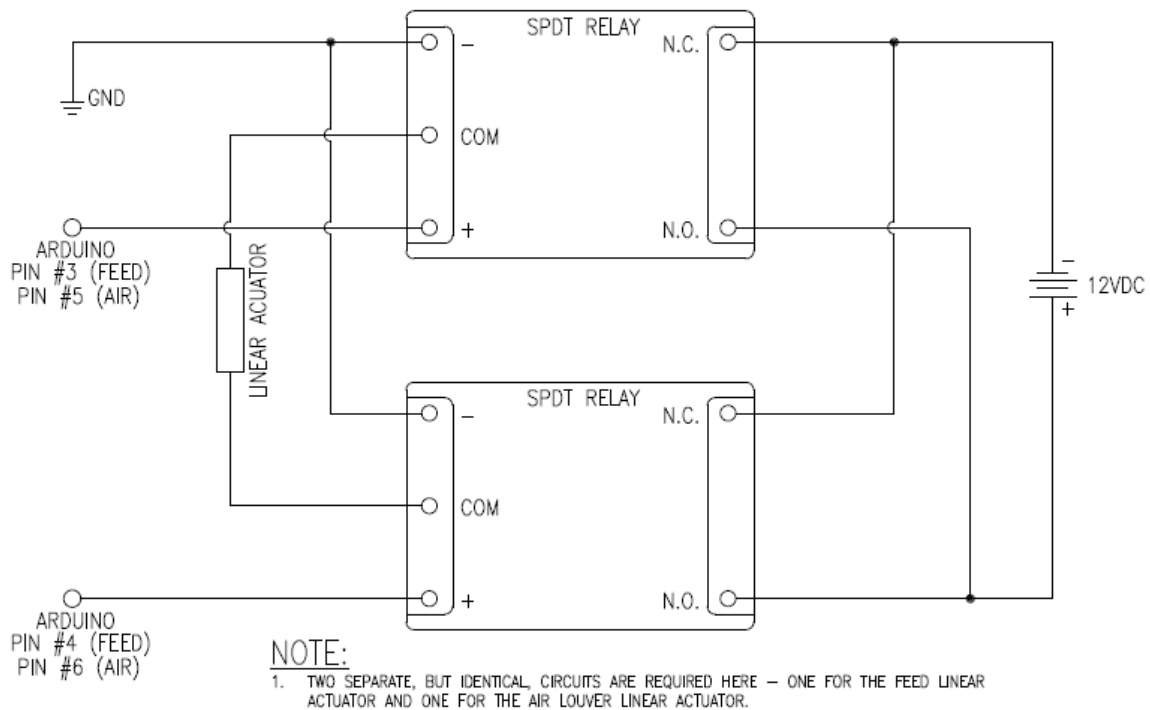 SPDT RELAY
−
N.C.
GND
COM
+
N.O.
ARDUINO
PIN #3 (FEED)
PIN #5 (AIR)
LINEAR ACUATOR
−
12VDC
+
SPDT RELAY
−
N.C.
COM
+
N.O.
ARDUINO
PIN #4 (FEED)
PIN #6 (AIR)
NOTE:
1. TWO SEPARATE, BUT IDENTICAL, CIRCUITS ARE REQUIRED HERE – ONE FOR THE FEED LINEAR
ACTUATOR AND ONE FOR THE AIR LOUVER LINEAR ACTUATOR.